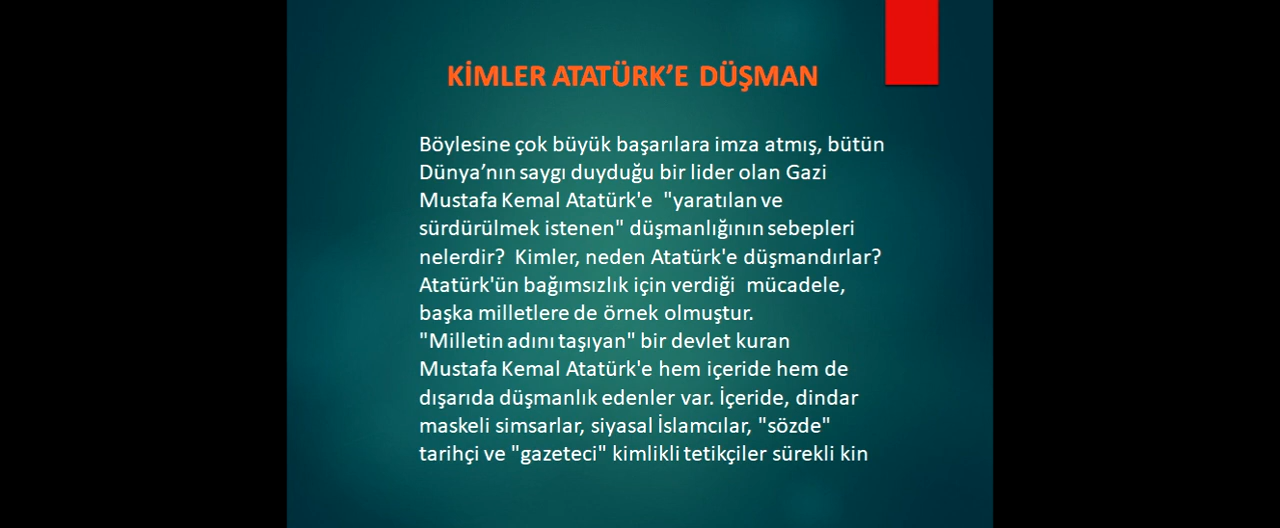 KİMLER ATATÜRK’E DÜŞMAN
Böylesine çok büyük başarılara imza atmış, bütün
Dünya’nın saygı duyduğu bir lider olan Gazi
Mustafa Kemal Atatürk'e "yaratılan ve
sürdürülmek istenen" düşmanlığının sebepleri
nelerdir? Kimler, neden Atatürk'e düşmandırlar?
Atatürk'ün bağımsızlık için verdiği mücadele,
başka milletlere de örnek olmuştur.
"Milletin adını taşıyan" bir devlet kuran
Mustafa Kemal Atatürk'e hem içeride hem de
dışarıda düşmanlık edenler var. İçeride, dindar
maskeli simsarlar, siyasal İslamcılar, "sözde"
tarihçi ve "gazeteci" kimlikli tetikçiler sürekli kin